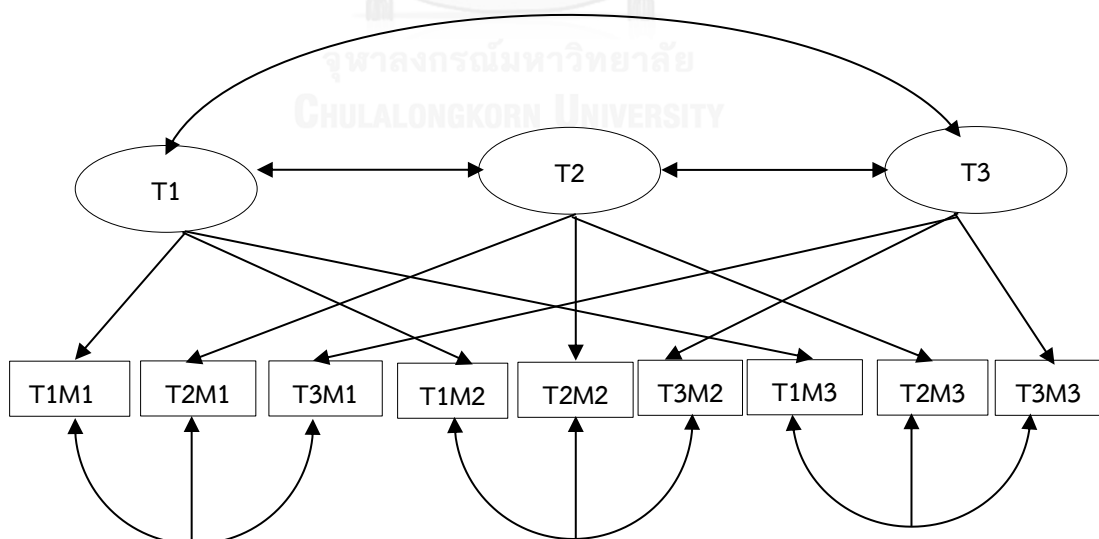 จุฬาลงกรณ์มหาวิทยาลัย
CHULALONGKORN UNIVERSITY
T1 T2 T3
T1M1 T2M1 T3M1 T1M2 T2M2 T3M2 T1M3 T2M3 T3M3